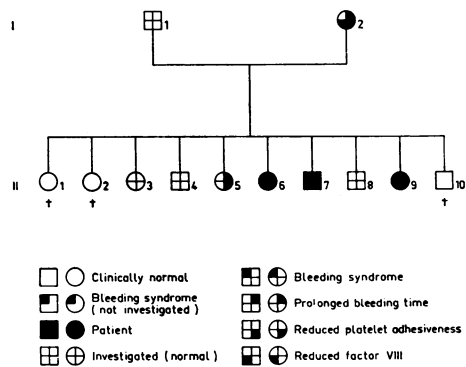 I
1
2
II
1
2
3
4
5
6
7
8
9
10
† † †
Clinically normal
Bleeding syndrome
( not investigated )
Patient
Investigated ( normal )
Bleeding syndrome
Prolonged bleeding time
Reduced platelet adhesiveness
Reduced factor VIII